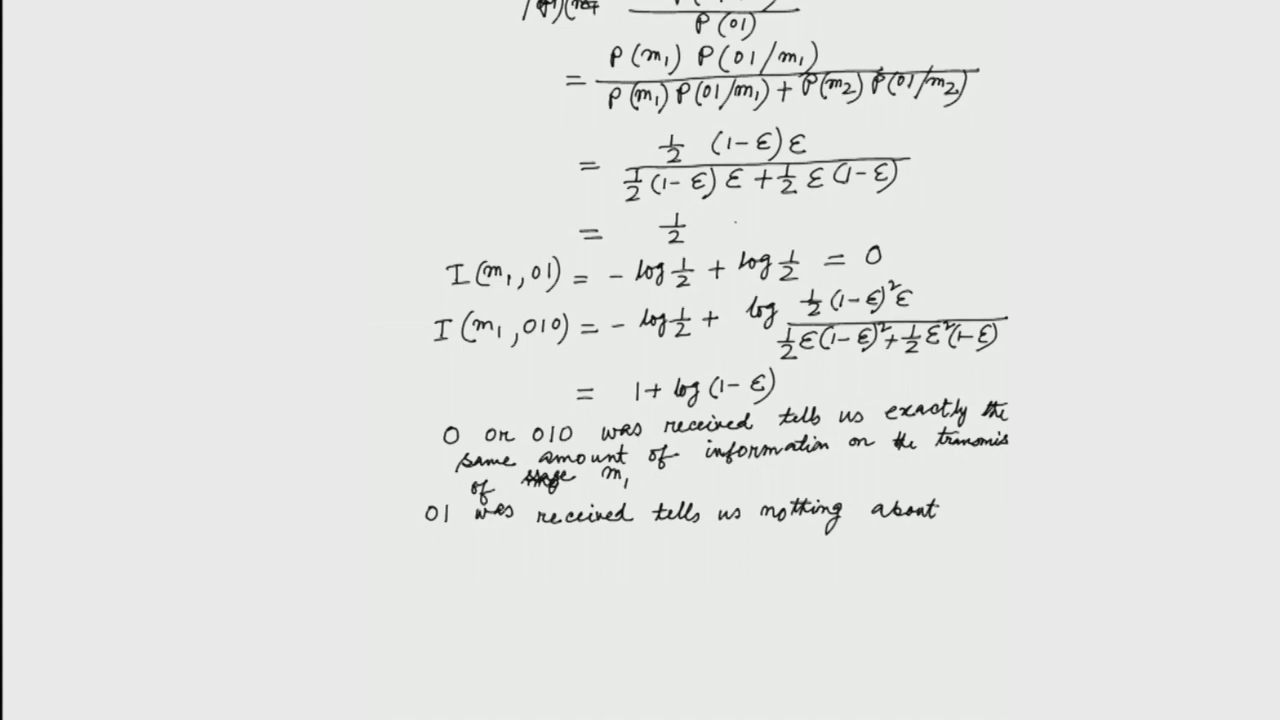 P(01)
= P(m₁) P(01/m₁) / P(m₁) P(01/m₁) + P(m₂) P(01/m₂)
= 1/2 (1-ε) ε / 1/2 (1-ε) ε + 1/2 ε (1-ε)
= 1/2
I(m₁, 01) = - log 1/2 + log 1/2 = 0
I(m₁, 010) = - log 1/2 + log 1/2 (1-ε)² ε / 1/2 ε(1-ε)² + 1/2 ε²(1-ε)
= 1 + log (1-ε)
0 or 010 was received tells us exactly the
same amount of information on the transmis
of m₁
01 was received tells us nothing about